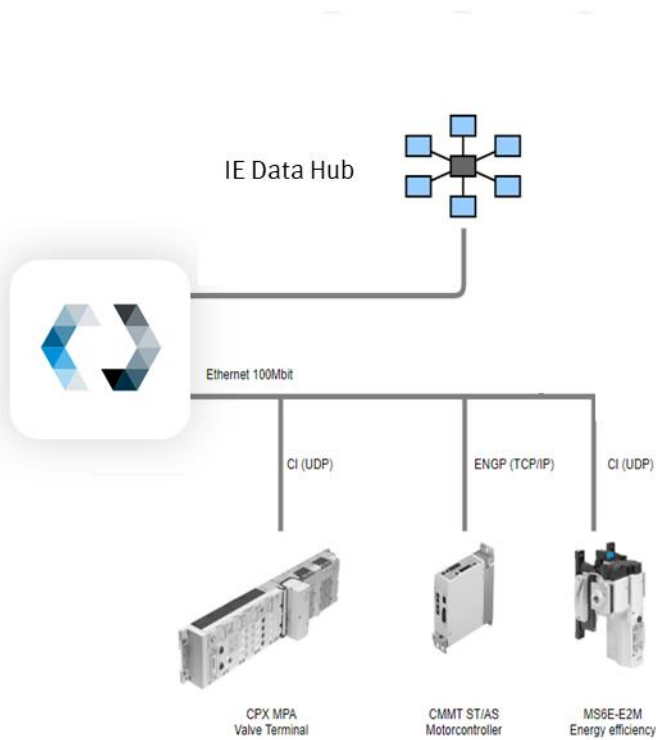 IE Data Hub
Ethernet 100Mbit
CI (UDP)
ENGP (TCP/IP)
CI (UDP)
CPX MPA
Valve Terminal
CMMT ST/AS
Motorcontroller
MS6E-E2M
Energy efficiency